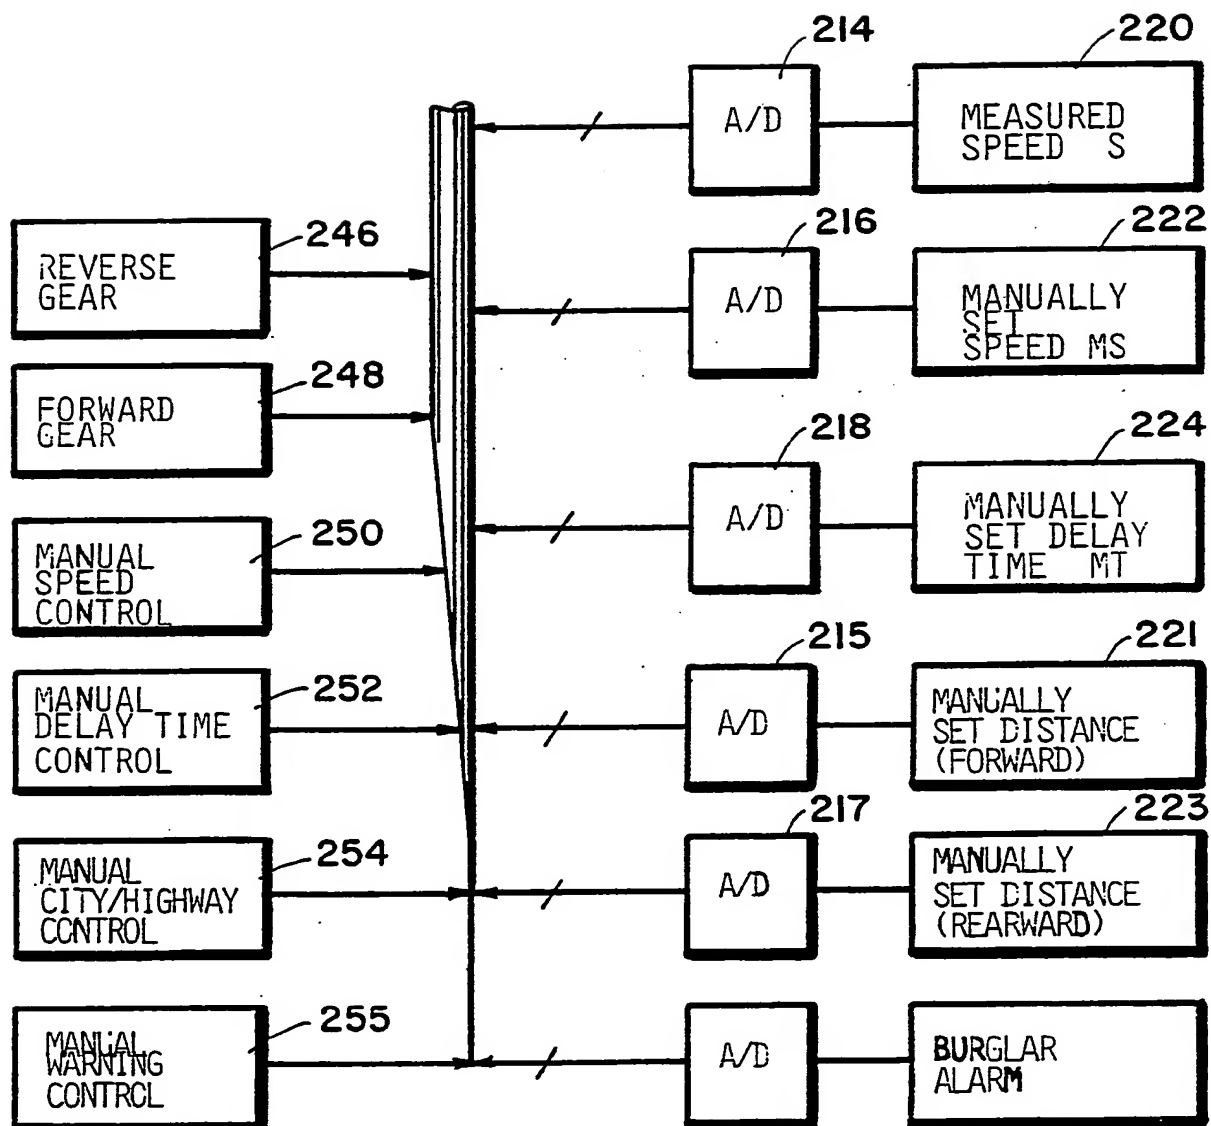 214
220
A/D
MEASURED
SPEED S
246
216
222
REVERSE
GEAR
A/D
MANUALLY
SET
SPEED MS
248
FORWARD
GEAR
218
224
A/D
MANUALLY
SET DELAY
TIME MT
250
MANUAL
SPEED
CONTROL
215
221
252
MANUAL
DELAY TIME
CONTROL
A/D
MANUALLY
SET DISTANCE
(FORWARD)
217
223
254
MANUAL
CITY/HIGHWAY
CONTROL
A/D
MANUALLY
SET DISTANCE
(REARWARD)
255
MANUAL
WARNING
CONTROL
A/D
BURGLAR
ALARM